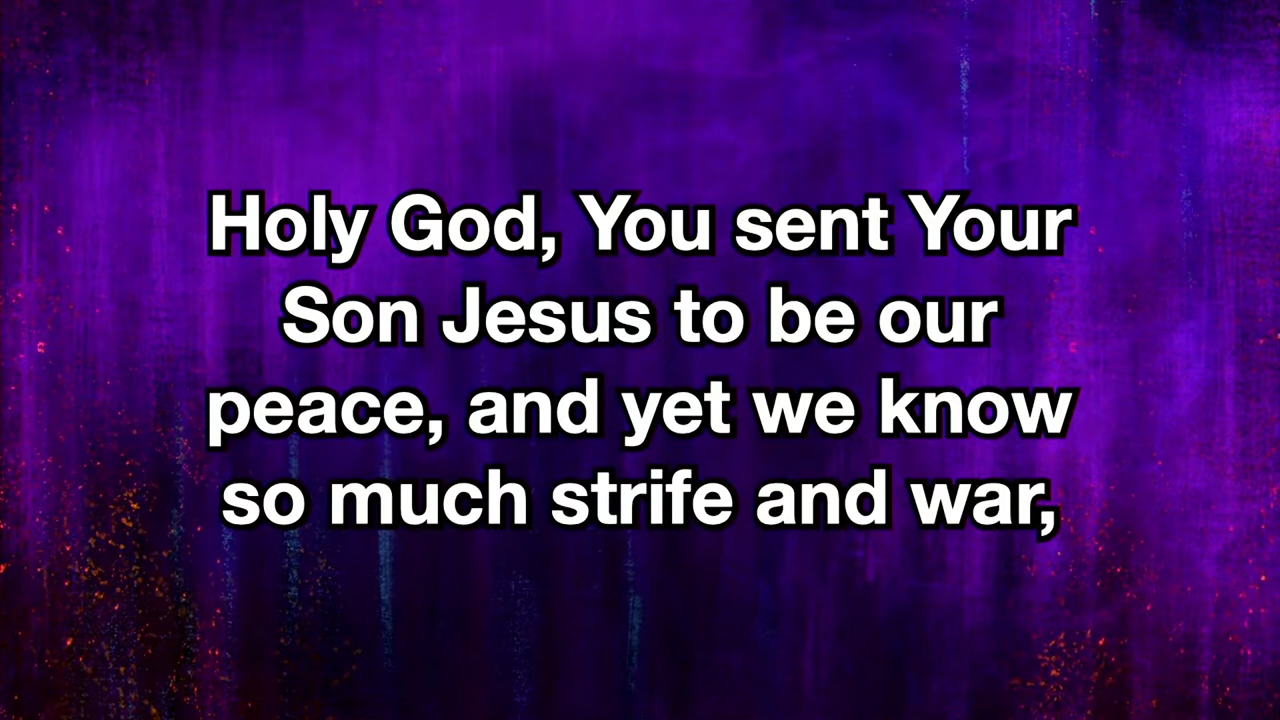 Holy God, You sent Your
Son Jesus to be our
peace, and yet we know
so much strife and war,